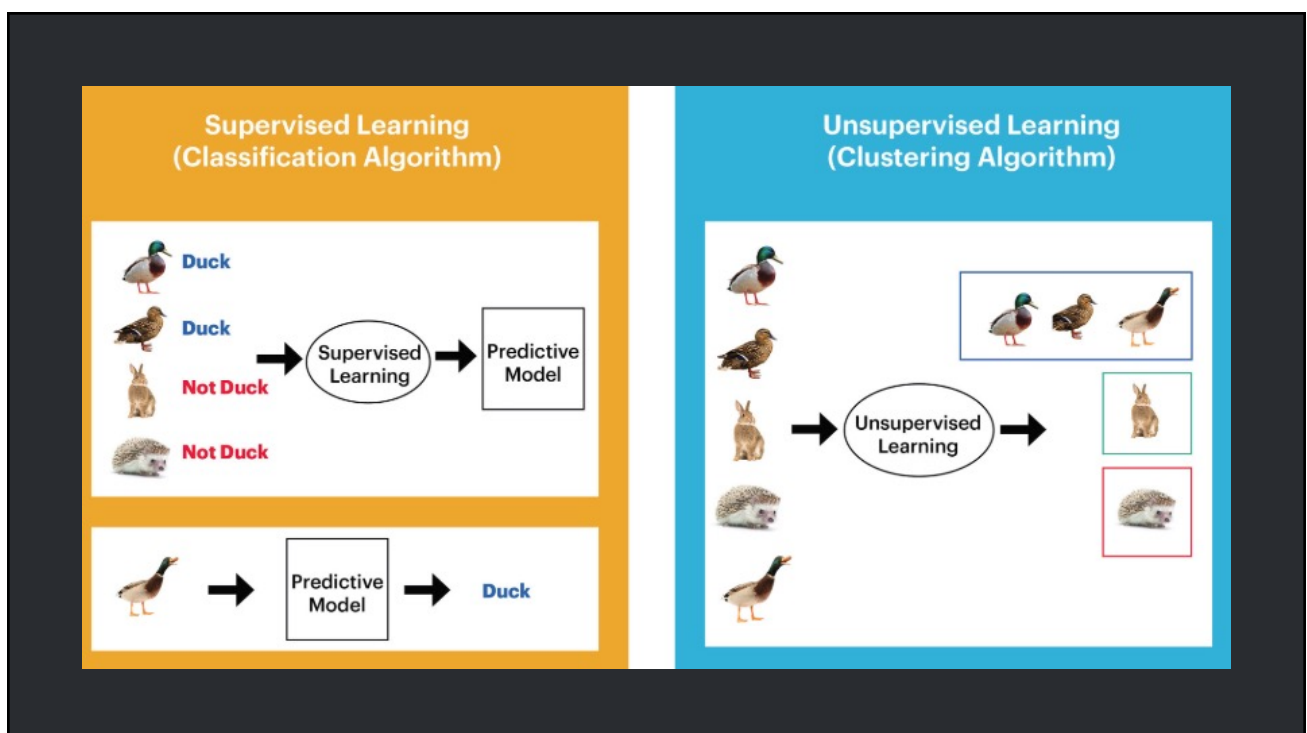 Supervised Learning
(Classification Algorithm)
Duck
Duck
Not Duck
Not Duck
Supervised
Learning
Predictive
Model
Predictive
Model
Duck
Unsupervised Learning
(Clustering Algorithm)
Unsupervised
Learning